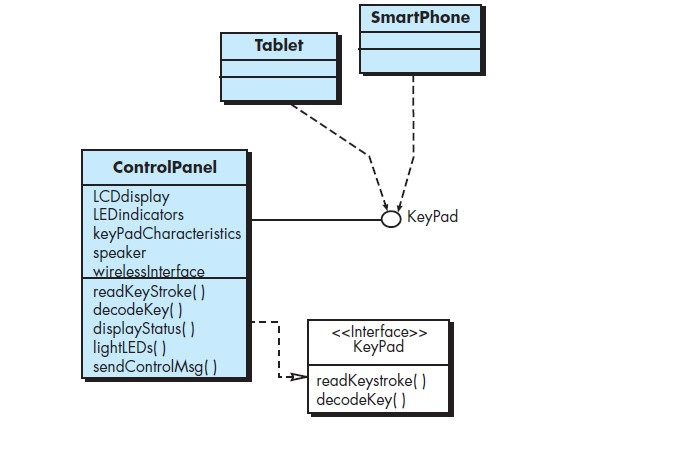 SmartPhone
Tablet
ControlPanel
LCDdisplay
LEDindicators
keyPadCharacteristics
speaker
wirelessInterface
readKeyStroke( )
decodeKey( )
displayStatus( )
lightLEDs( )
sendControlMsg( )
KeyPad
<<Interface>>
KeyPad
readKeystroke( )
decodeKey( )